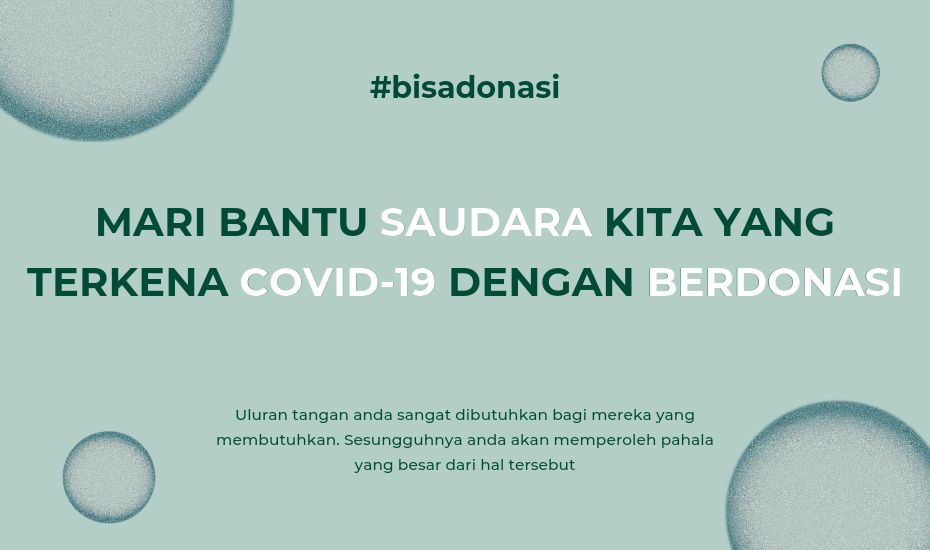 #bisadonasi
MARI BANTU SAUDARA KITA YANG
TERKENA COVID-19 DENGAN BERDONASI
Uluran tangan anda sangat dibutuhkan bagi mereka yang
membutuhkan. Sesungguhnya anda akan memperoleh pahala
yang besar dari hal tersebut